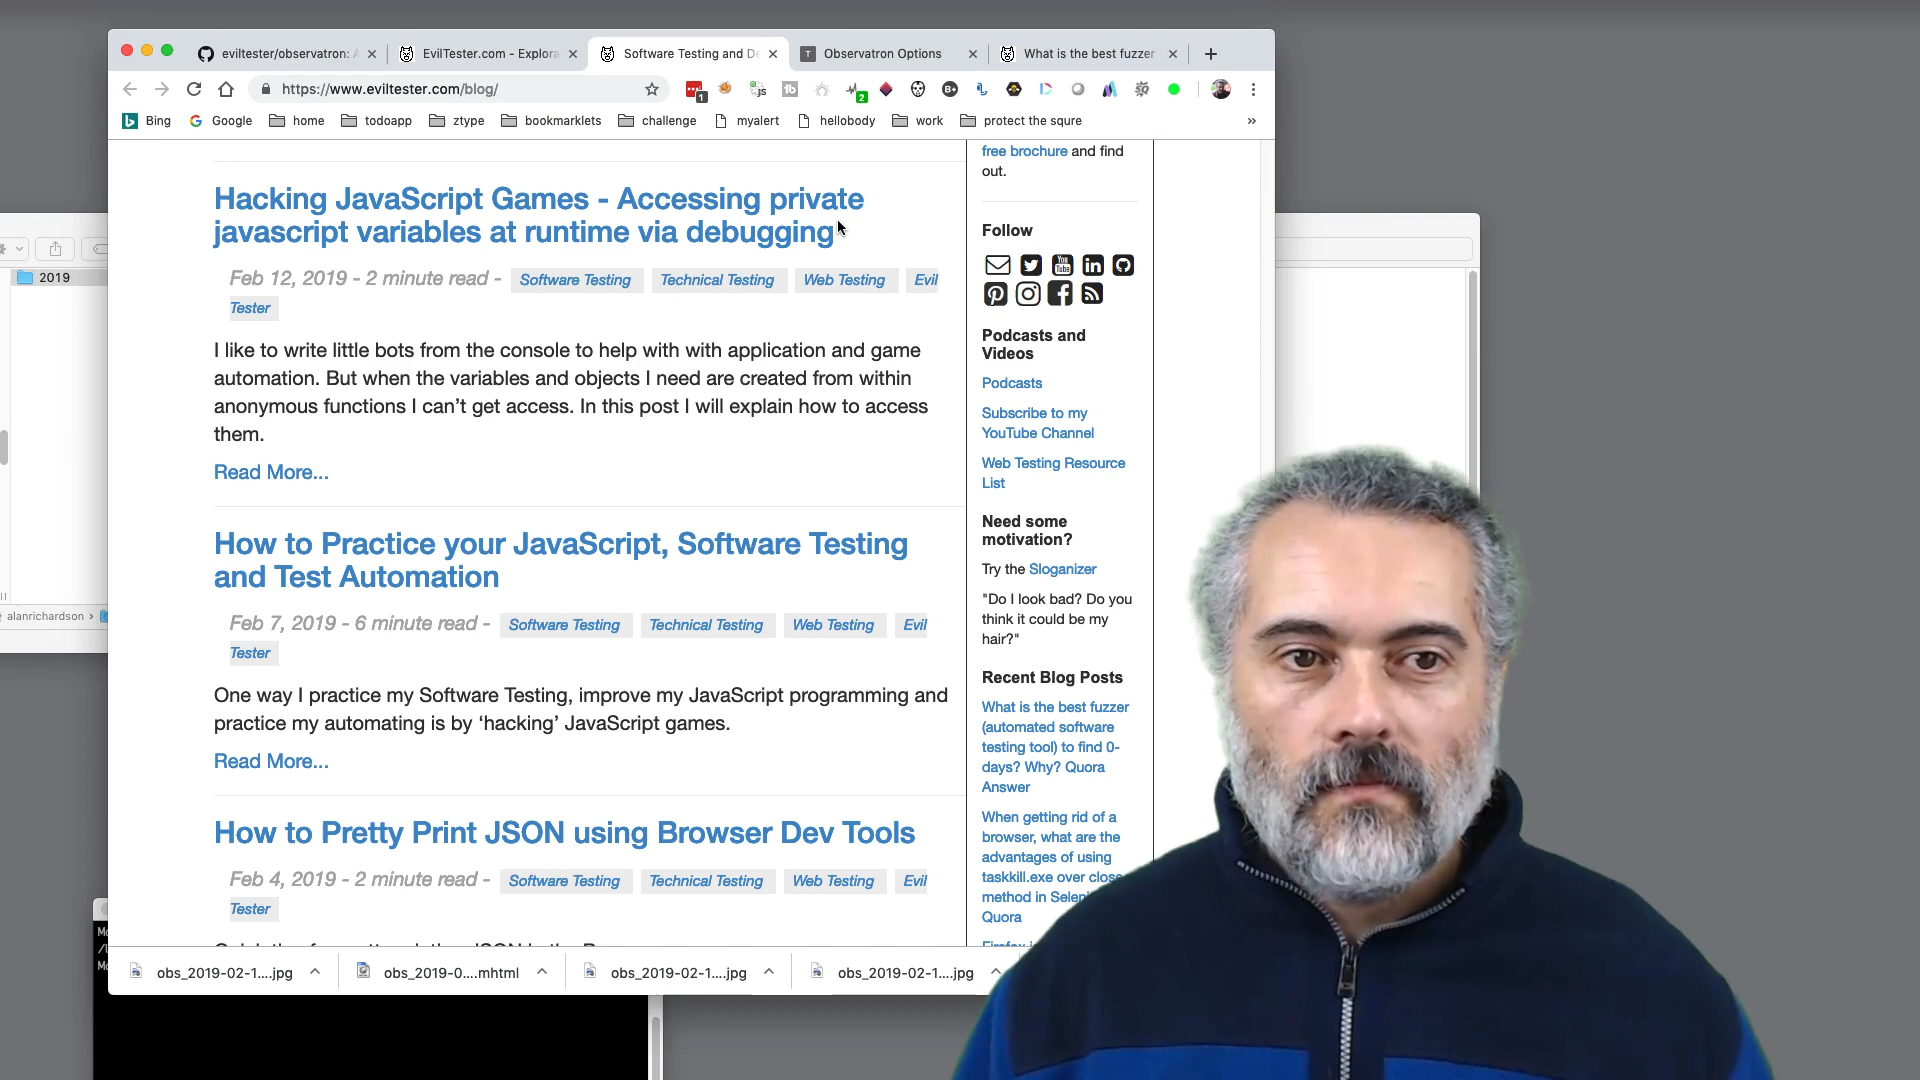 eviltester/observatron: A
EvilTester.com - Explora
Software Testing and De
Observatron Options
What is the best fuzzer
https://www.eviltester.com/blog/
1
js
2
B+
Bing
Google
home
todoapp
ztype
bookmarklets
challenge
myalert
hellobody
work
protect the squre
»
2019
alanrichardson ›
Hacking JavaScript Games - Accessing private
javascript variables at runtime via debugging
Feb 12, 2019 - 2 minute read - Software Testing Technical Testing Web Testing Evil
Tester
I like to write little bots from the console to help with with application and game
automation. But when the variables and objects I need are created from within
anonymous functions I can’t get access. In this post I will explain how to access
them.
Read More...
How to Practice your JavaScript, Software Testing
and Test Automation
Feb 7, 2019 - 6 minute read - Software Testing Technical Testing Web Testing Evil
Tester
One way I practice my Software Testing, improve my JavaScript programming and
practice my automating is by ‘hacking’ JavaScript games.
Read More...
How to Pretty Print JSON using Browser Dev Tools
Feb 4, 2019 - 2 minute read - Software Testing Technical Testing Web Testing Evil
Tester
free brochure and find
out.
Follow
You
Tube
Podcasts and
Videos
Podcasts
Subscribe to my
YouTube Channel
Web Testing Resource
List
Need some
motivation?
Try the Sloganizer
"Do I look bad? Do you
think it could be my
hair?"
Recent Blog Posts
What is the best fuzzer
(automated software
testing tool) to find 0-
days? Why? Quora
Answer
When getting rid of a
browser, what are the
advantages of using
taskkill.exe over close
method in Seleni
Quora
obs_2019-02-1....jpg
obs_2019-0....mhtml
obs_2019-02-1....jpg
obs_2019-02-1....jpg